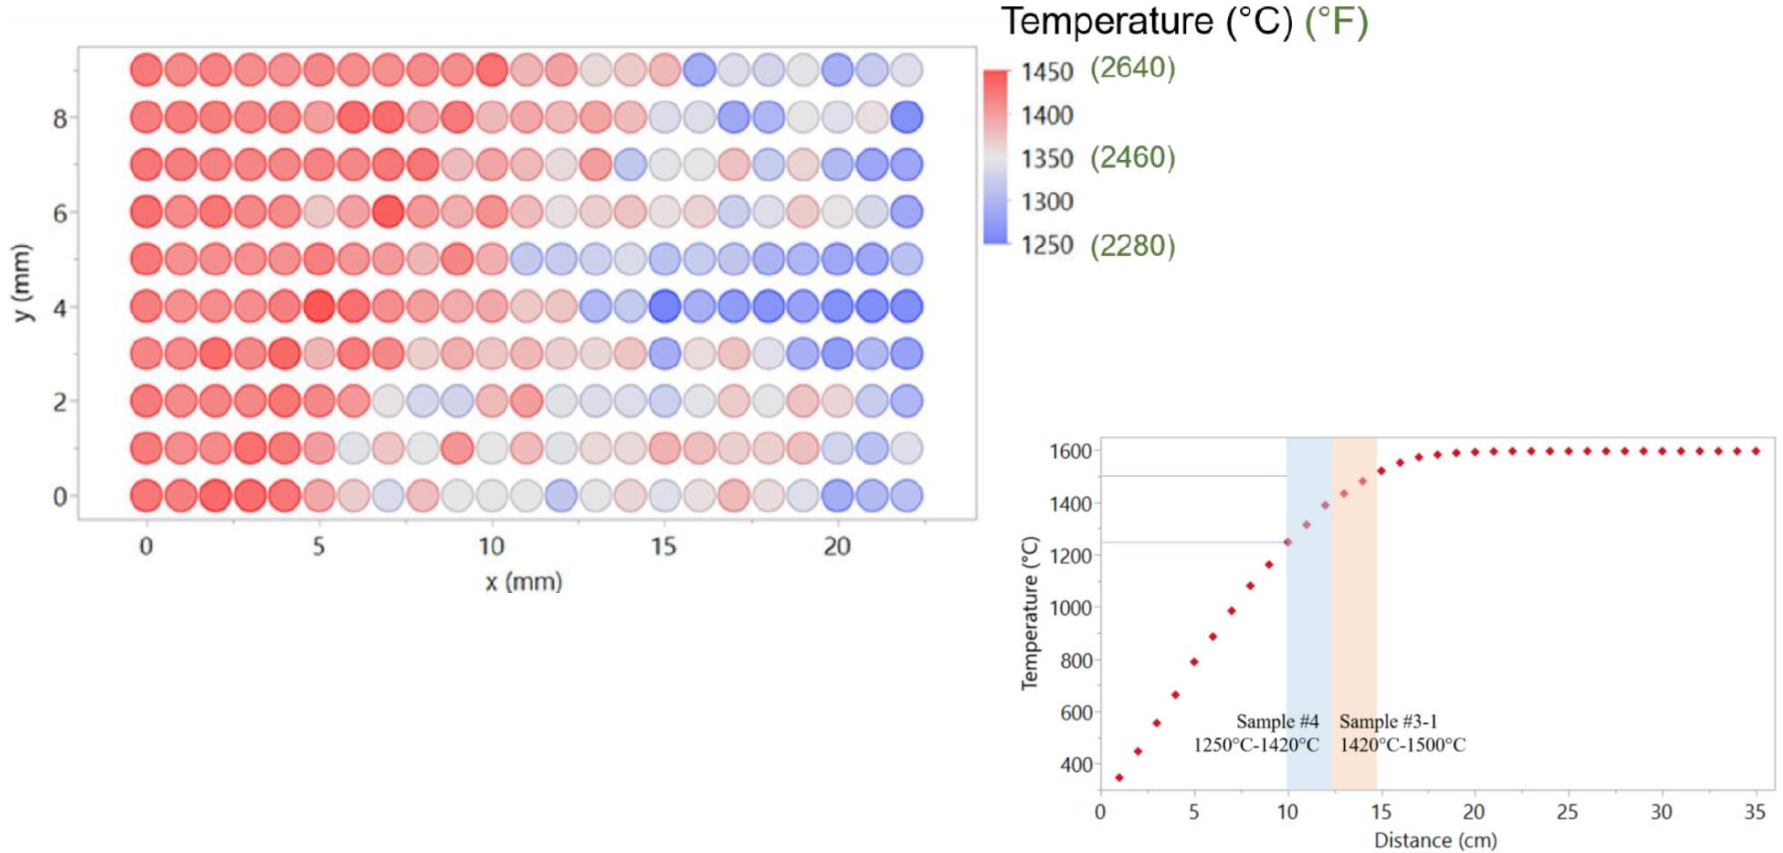 Temperature (°C) (°F)
1450 (2640)
1400
1350 (2460)
1300
1250 (2280)
8
6
4
2
0
y (mm)
0 5 10 15 20
x (mm)
1600
1400
1200
1000
800
600
400
Temperature (°C)
Sample #4 Sample #3-1
1250°C-1420°C 1420°C-1500°C
0 5 10 15 20 25 30 35
Distance (cm)